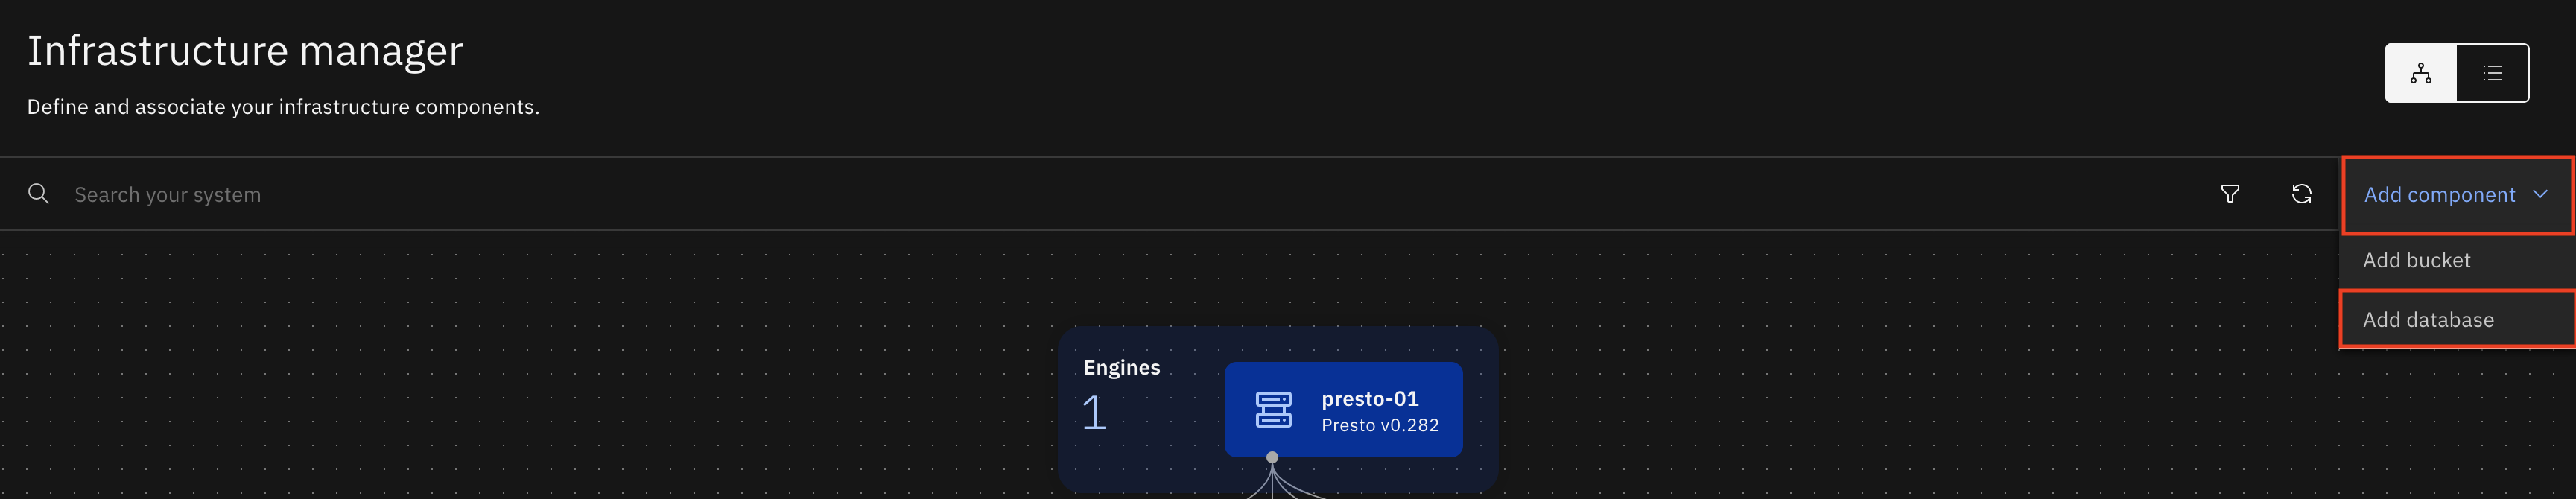 Infrastructure manager
Define and associate your infrastructure components.
Search your system
Add component
Add bucket
Add database
Engines
1
presto-01
Presto v0.282